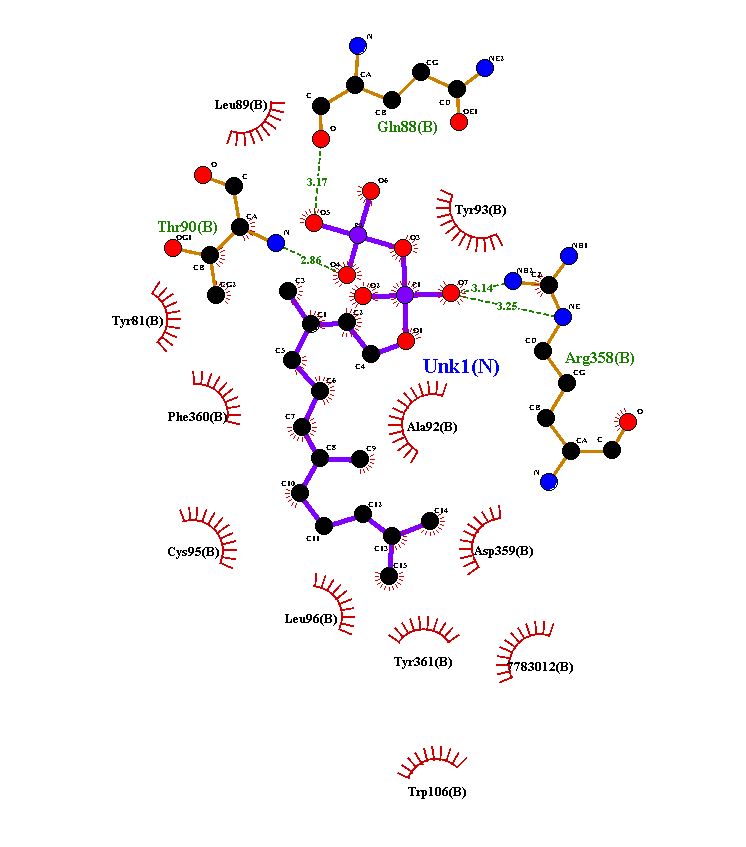 N
NE2
CG
CA
C
CB
CD
OE1
Leu89(B)
Gln88(B)
O
3.17
O
C
O6
O5
CA
Thr90(B)
N
Tyr93(B)
OG1
CB
O3
2.86
O4
NB1
CG2
C3
O2
P1
O7
3.14
NH2
3.25
NE
C1
C2
O1
Tyr81(B)
CD
Arg358(B)
C5
C4
Unk1(N)
CG
C6
Phe360(B)
CB
O
C7
Ala92(B)
C8
C9
CA
C
C10
N
C12
C14
C11
C13
Cys95(B)
Asp359(B)
C15
Leu96(B)
Tyr361(B)
7783012(B)
Trp106(B)